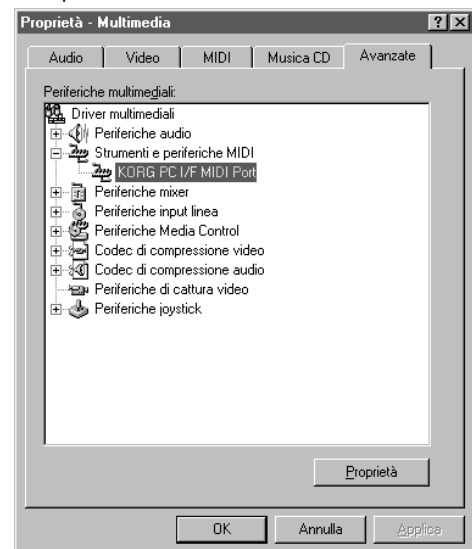 Proprietà - Multimedia
Audio Video MIDI Musica CD Avanzate
Periferiche multimediali:
Driver multimediali
Periferiche audio
Strumenti e periferiche MIDI
KORG PC I/F MIDI Port
Periferiche mixer
Periferiche input linea
Periferiche Media Control
Codec di compressione video
Codec di compressione audio
Periferiche di cattura video
Periferiche joystick
Proprietà
OK Annulla Applica